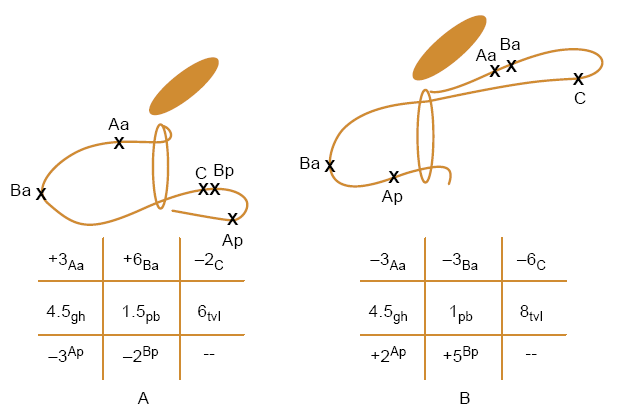 Aa
Ba
C Bp
Ap
+3Aa +6Ba –2C
4.5gh 1.5pb 6tvl
–3Ap –2Bp --
A
Aa Ba
C
Ba
Ap
–3Aa –3Ba –6C
4.5gh 1pb 8tvl
+2Ap +5Bp --
B